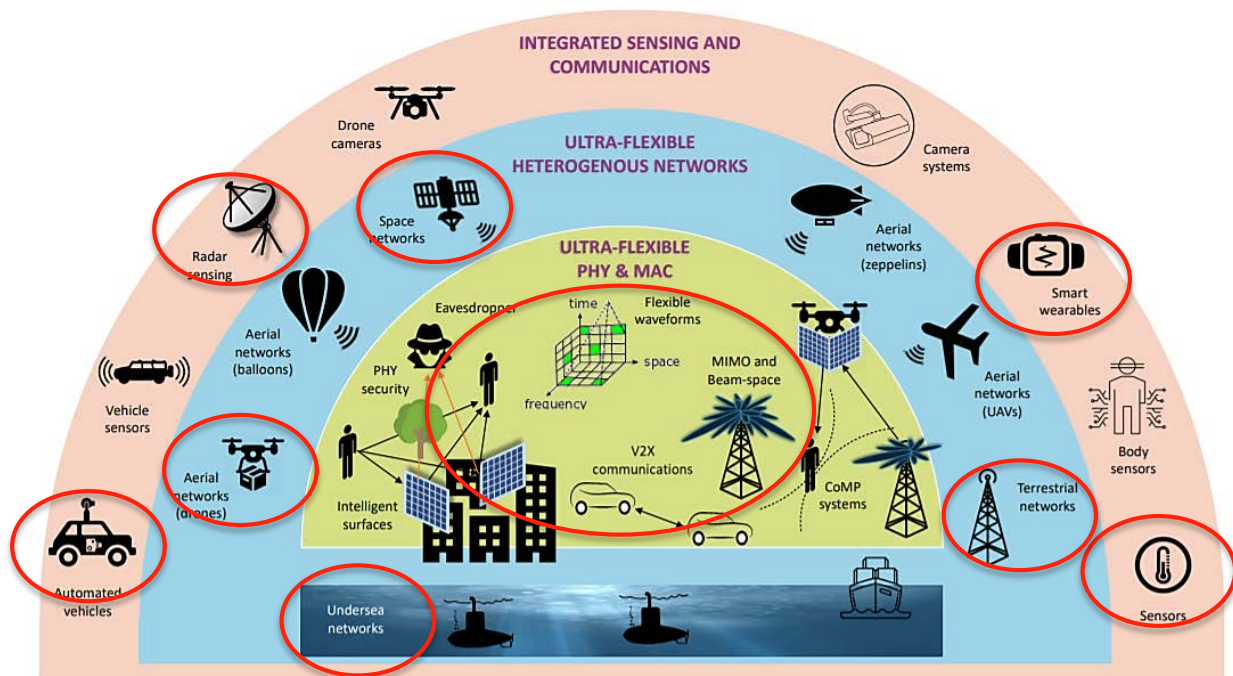 INTEGRATED SENSING AND
COMMUNICATIONS
Drone
cameras
Camera
systems
ULTRA-FLEXIBLE
HETEROGENOUS NETWORKS
Radar
sensing
Space
networks
Aerial
networks
(zeppelins)
Smart
wearables
ULTRA-FLEXIBLE
PHY & MAC
Eavesdropper
time
Flexible
waveforms
space
frequency
MIMO and
Beam-space
Aerial
networks
(balloons)
PHY
security
Aerial
networks
(UAVs)
Vehicle
sensors
Body
sensors
Aerial
networks
(drones)
Intelligent
surfaces
V2X
communications
CoMP
systems
Terrestrial
networks
Automated
vehicles
Undersea
networks
Sensors